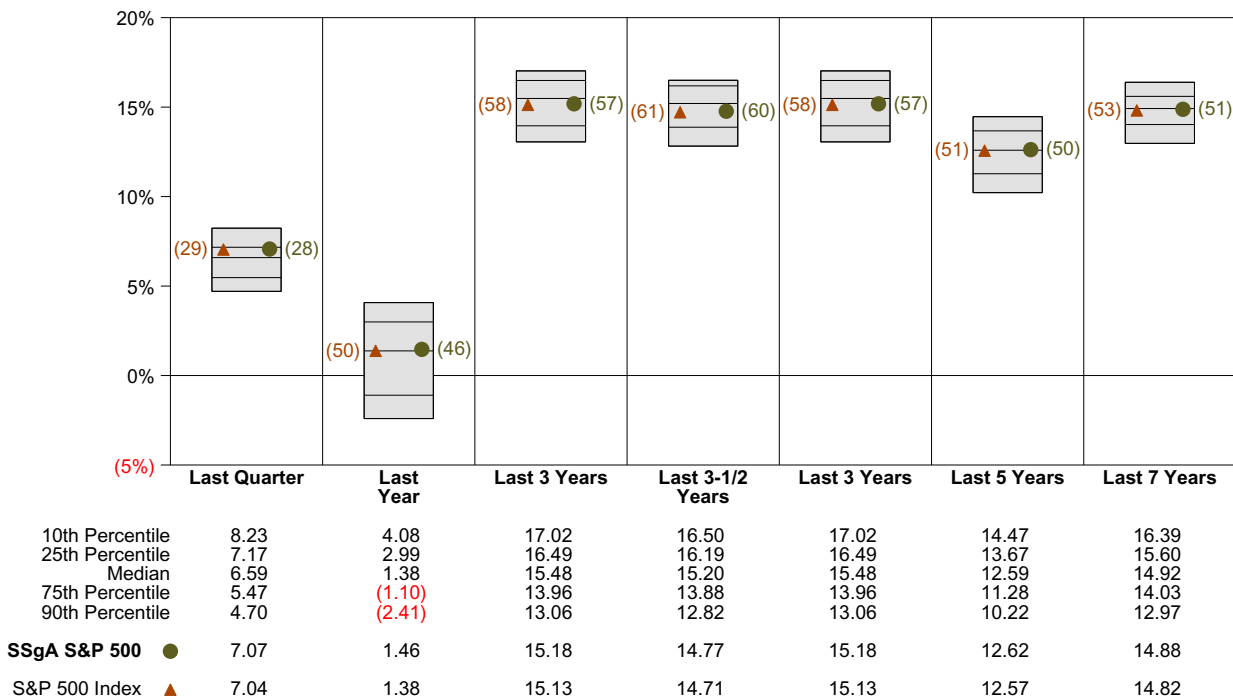 20%
15%
10%
5%
0%
(5%)
(29) (28)
(50) (46)
(58) (57)
(61) (60)
(58) (57)
(51) (50)
(53) (51)
Last Quarter Last Year Last 3 Years Last 3-1/2 Years Last 3 Years Last 5 Years Last 7 Years
10th Percentile 8.23 4.08 17.02 16.50 17.02 14.47 16.39
25th Percentile 7.17 2.99 16.49 16.19 16.49 13.67 15.60
Median 6.59 1.38 15.48 15.20 15.48 12.59 14.92
75th Percentile 5.47 (1.10) 13.96 13.88 13.96 11.28 14.03
90th Percentile 4.70 (2.41) 13.06 12.82 13.06 10.22 12.97
SSgA S&P 500 7.07 1.46 15.18 14.77 15.18 12.62 14.88
S&P 500 Index 7.04 1.38 15.13 14.71 15.13 12.57 14.82